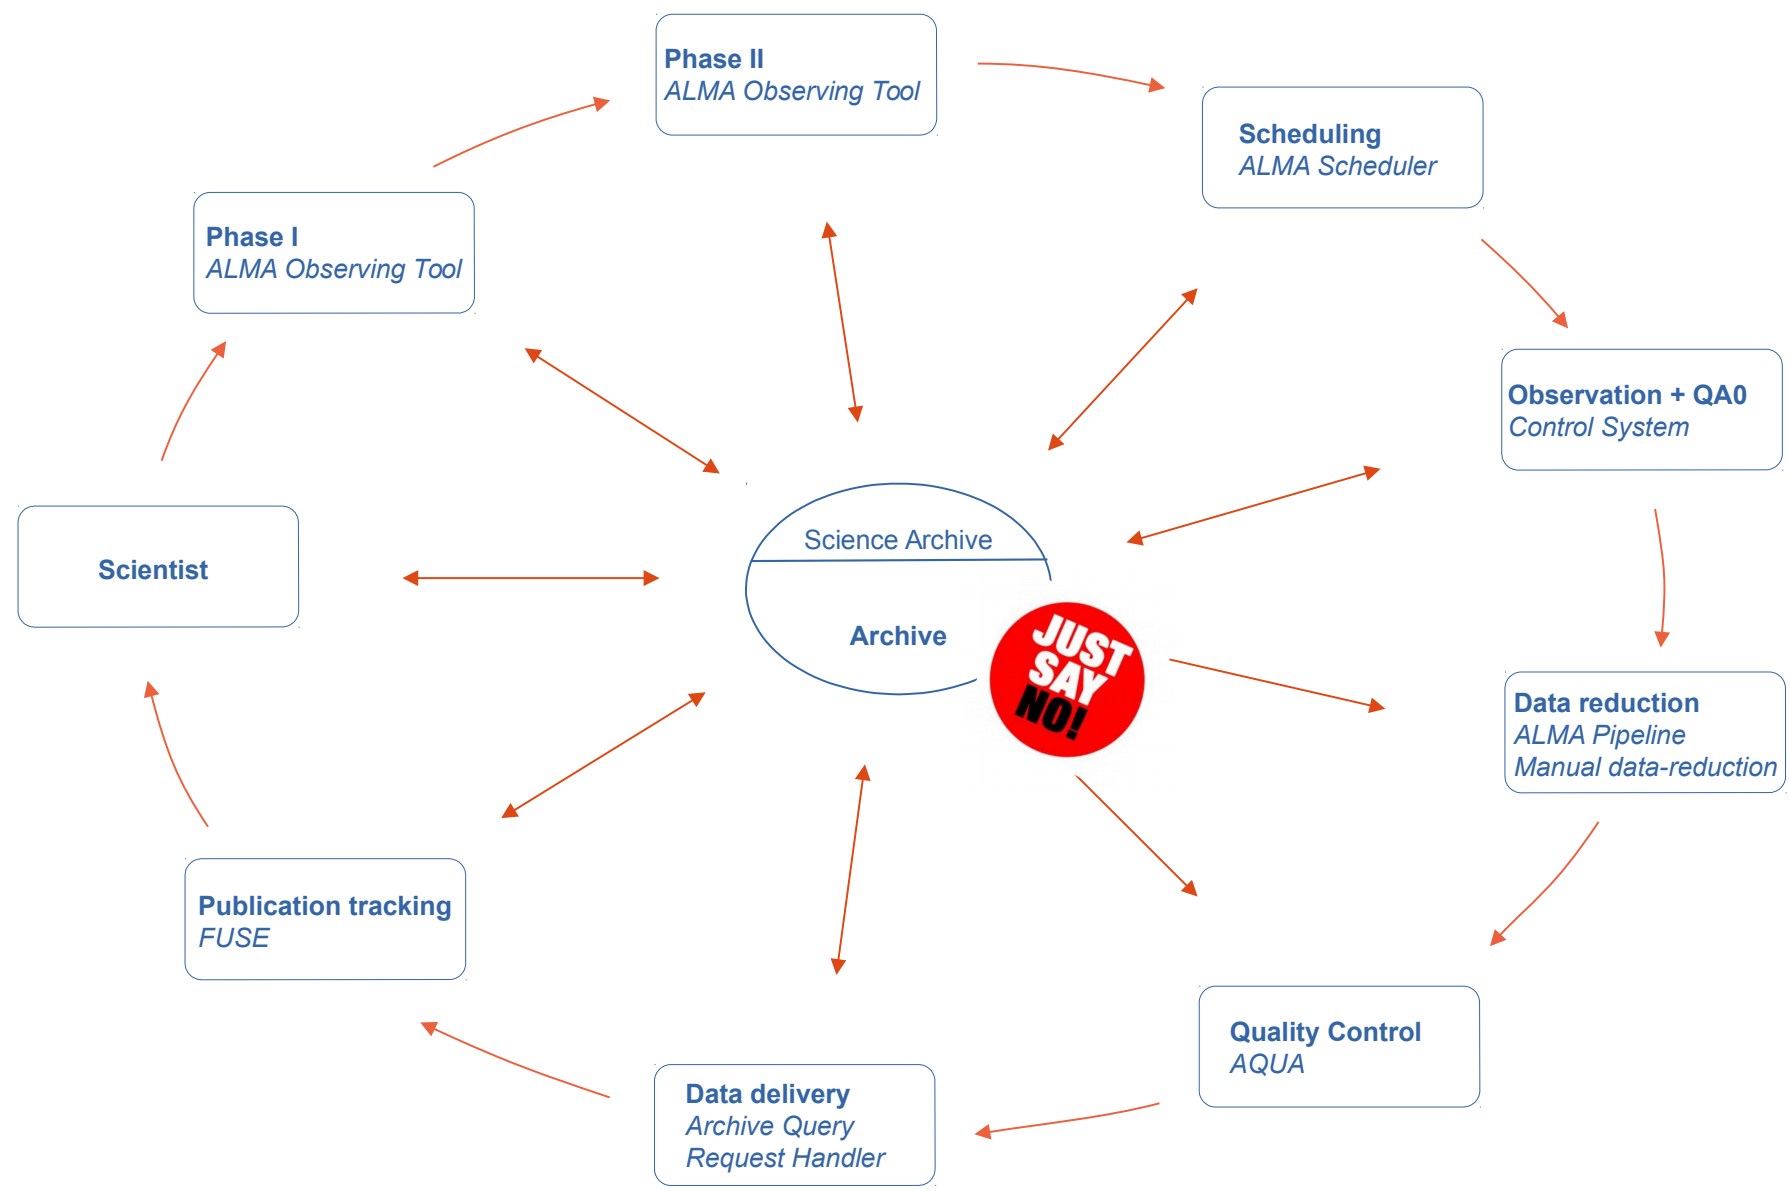 Phase II
ALMA Observing Tool
Scheduling
ALMA Scheduler
Phase I
ALMA Observing Tool
Observation + QA0
Control System
Scientist
Science Archive
Archive
JUST
SAY
NO!
Data reduction
ALMA Pipeline
Manual data-reduction
Publication tracking
FUSE
Quality Control
AQUA
Data delivery
Archive Query
Request Handler